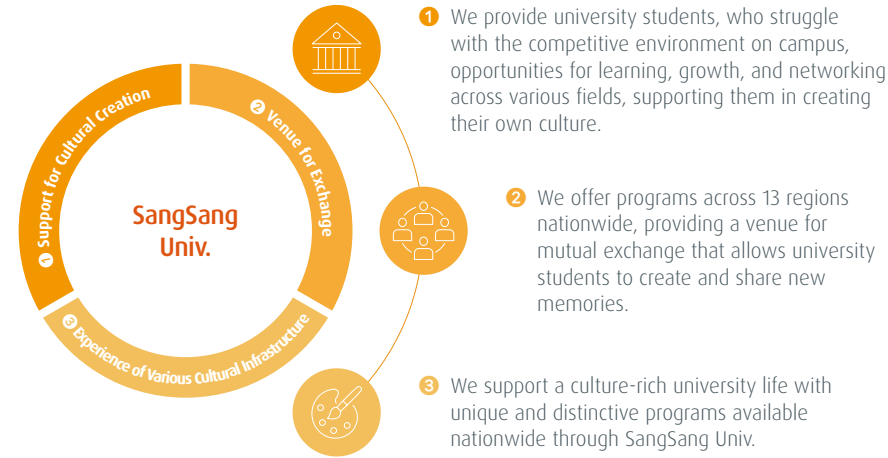 ❶ Support for Cultural Creation
❷ Venue for Exchange
❸ Experience of Various Cultural Infrastructure
SangSang
Univ.
❶ We provide university students, who struggle
with the competitive environment on campus,
opportunities for learning, growth, and networking
across various fields, supporting them in creating
their own culture.
❷ We offer programs across 13 regions
nationwide, providing a venue for
mutual exchange that allows university
students to create and share new
memories.
❸ We support a culture-rich university life with
unique and distinctive programs available
nationwide through SangSang Univ.